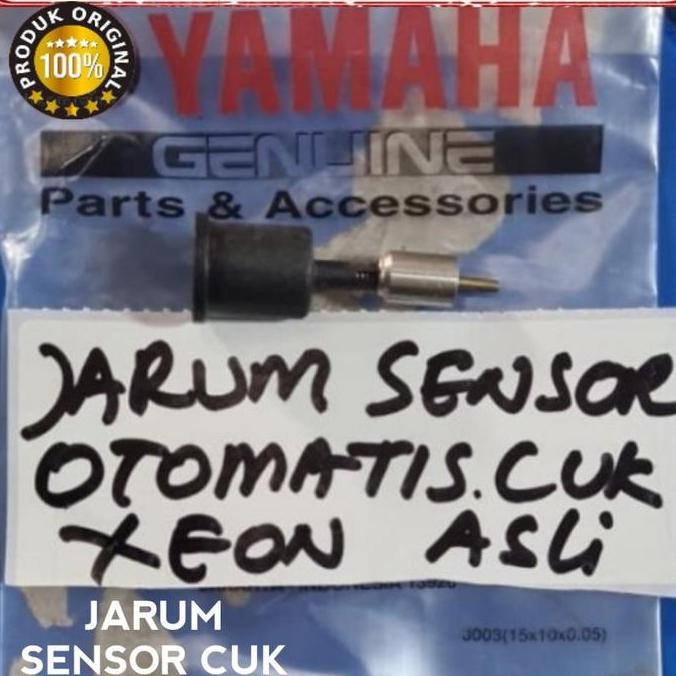 PRODUK ORIGINAL
100%
YAMAHA
GENUINE
Parts & Accessories
JARUM SENSOR
OTOMATIS.CUK
XEON ASLi
J003(15x10x0.05)
JARUM
SENSOR CUK